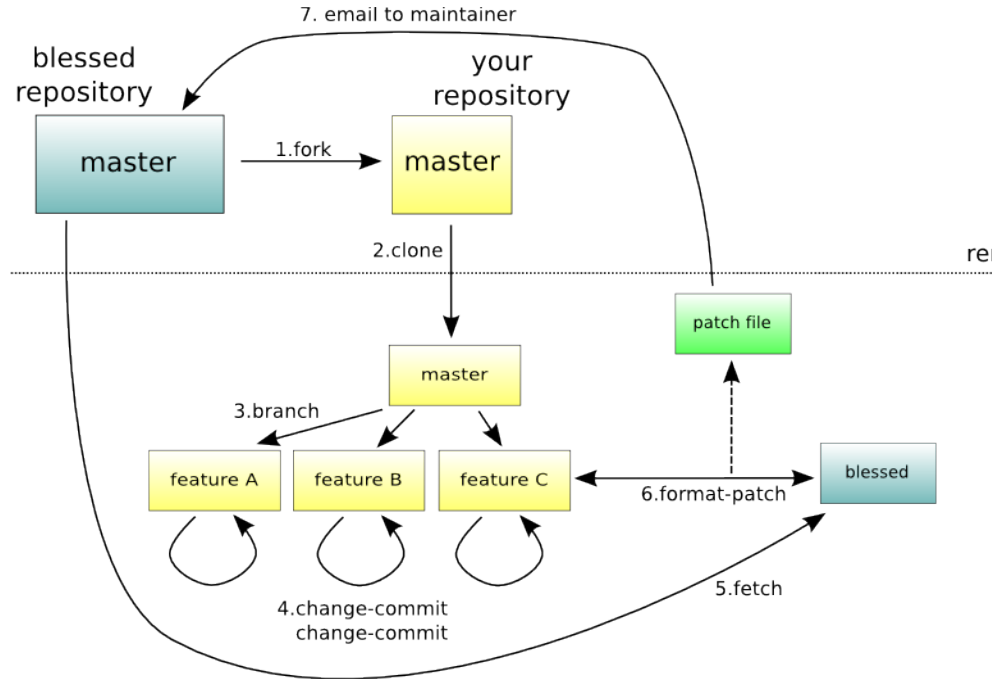 7. email to maintainer
blessed
repository
your
repository
master
1.fork
master
2.clone
patch file
master
3.branch
feature A
feature B
feature C
6.format-patch
blessed
5.fetch
4.change-commit
change-commit